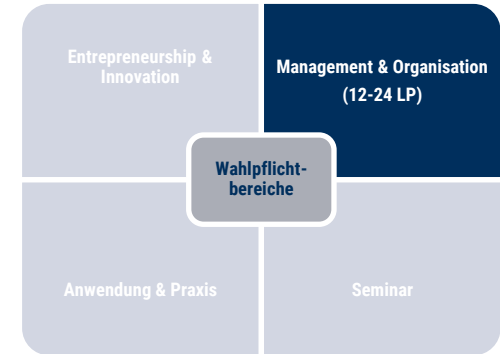 Entrepreneurship &
Innovation
Management & Organisation
(12-24 LP)
Wahlpflicht-
bereiche
Anwendung & Praxis
Seminar